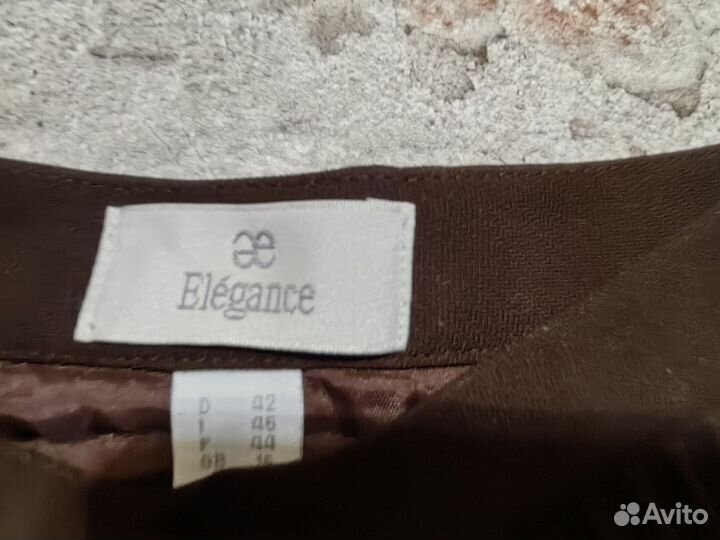 æ
Elégance
D 42
I 46
F 44
GB 16
Avito